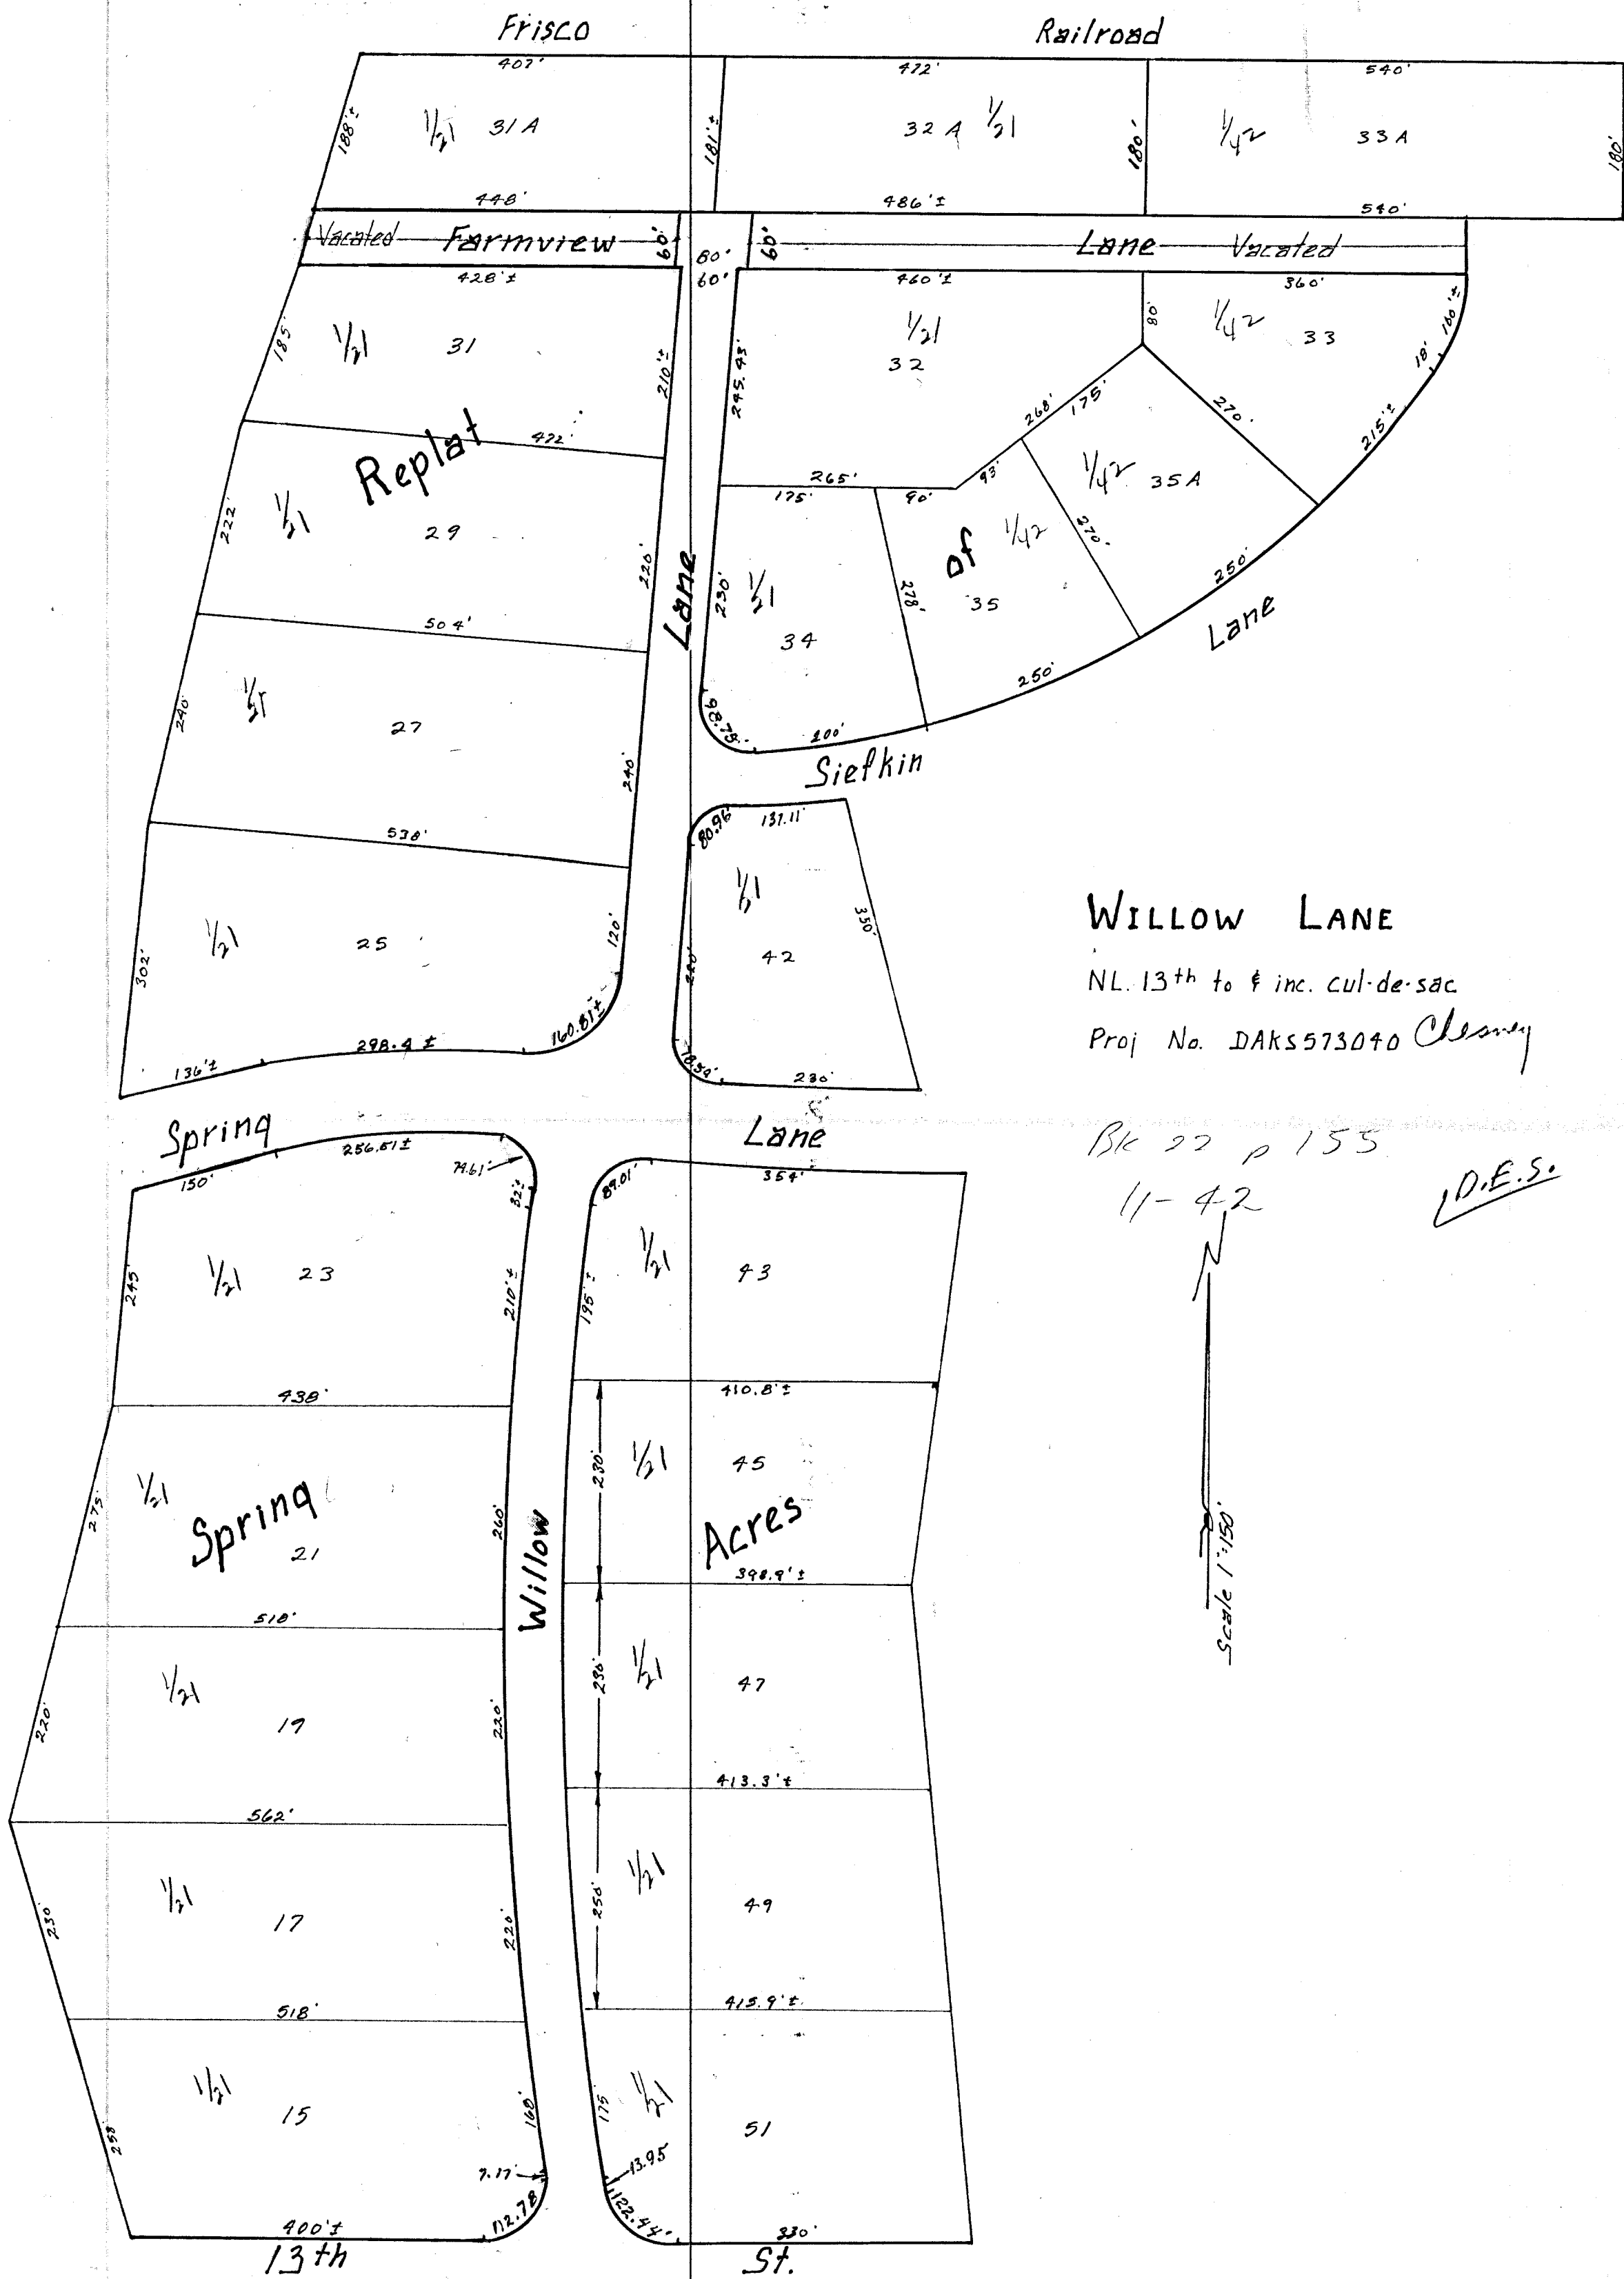 Frisco Railroad
407' 472' 540'
188'± 1/21 31A 181'± 32A 1/21 180' 1/42 33A 180'
448' 486'± 540'
Vacated Farmview 60' 80' 60' Lane Vacated
428'± 60' 460'± 360'
185' 1/21 31 210'± 245.43' 1/21 32 80' 1/42 33 160'± 18'
472' 268' 175' 270' 215'±
Replat
222' 1/21 29 220' 265' 93' 1/42 35A
175' 90' 270'
Lane 230' 1/21 34 278' Of 1/42 35 250'
504' Lane
240' 1/21 27 240' 98.78' 200' 250'
Siefkin
538' 80.96 137.11'
302' 1/21 25 120' 1/21 42 350'
WILLOW LANE
NL. 13th to & inc. cul-de-sac
Proj No. DAKS573040 Chesney
136'± 298.4± 160.81± 78.54' 230'
Spring Lane
Bk 22 p 155
11-42
D.E.S.
150' 256.51± 79.61' 32'± 89.01' 354'
245' 1/21 23 210'± 195'± 1/21 43
N
438' 410.8'±
275' 1/21 21 260' 230' 1/21 45
Spring Willow Acres
Scale 1"=150'
518' 398.9'±
220' 1/21 19 220' 230' 1/21 47
562' 413.3'±
230' 1/21 17 220' 250' 1/21 49
518' 415.9'±
258' 1/21 15 160' 175' 1/21 51
7.17' 13.95
400'± 112.78 122.44' 330'
13th St.